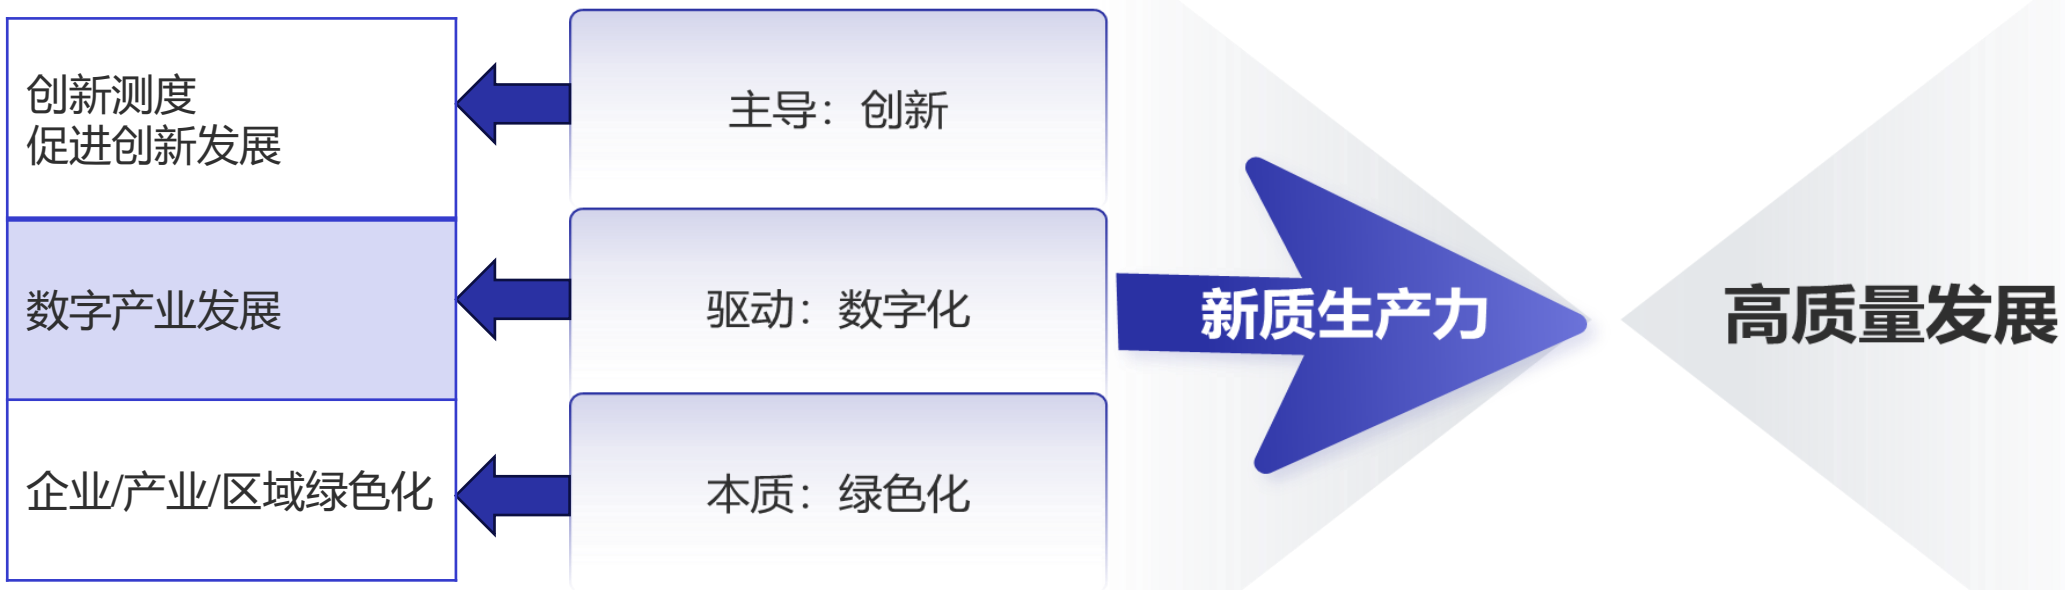 创新测度
促进创新发展
主导：创新
数字产业发展
驱动：数字化
企业/产业/区域绿色化
本质：绿色化
新质生产力
高质量发展